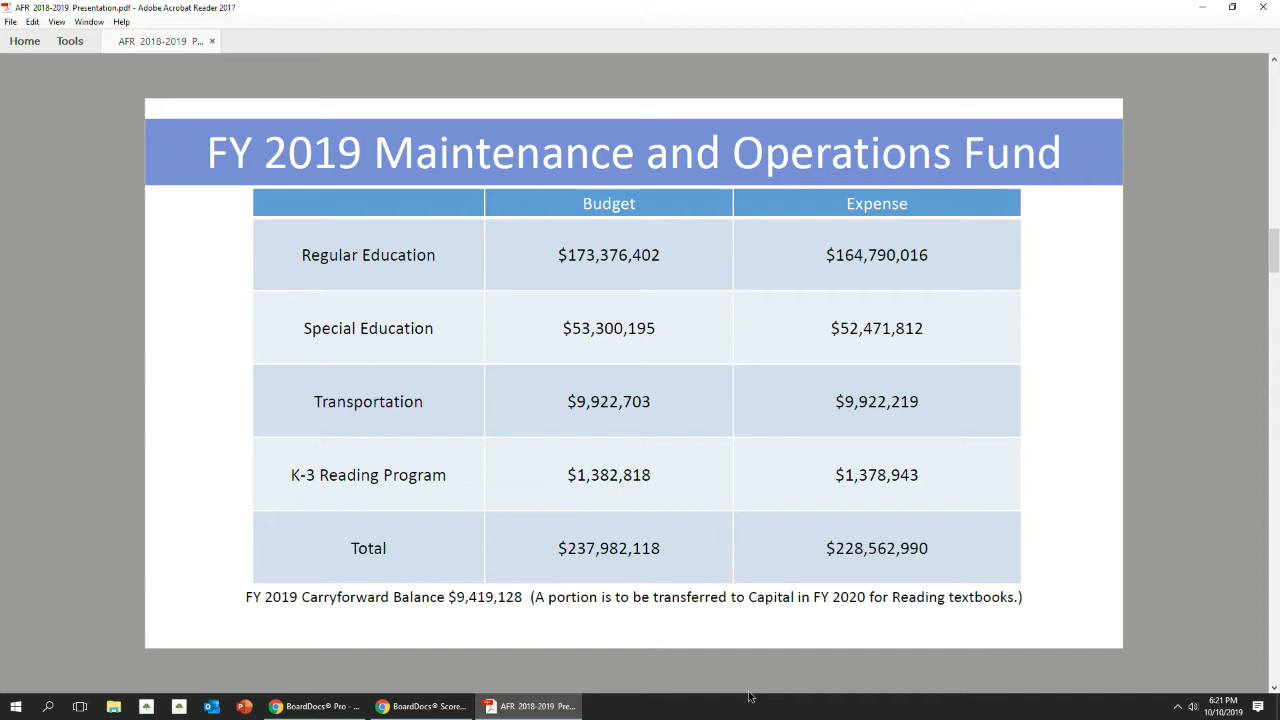 AFR 2018-2019 Presentation.pdf - Adobe Acrobat Reader 2017
File Edit View Window Help
Home Tools AFR 2018-2019 P... ×
FY 2019 Maintenance and Operations Fund
Budget Expense
Regular Education $173,376,402 $164,790,016
Special Education $53,300,195 $52,471,812
Transportation $9,922,703 $9,922,219
K-3 Reading Program $1,382,818 $1,378,943
Total $237,982,118 $228,562,990
FY 2019 Carryforward Balance $9,419,128 (A portion is to be transferred to Capital in FY 2020 for Reading textbooks.)
BoardDocs® Pro - ... BoardDocs® Score... AFR 2018-2019 Pre... 6:21 PM
10/10/2019